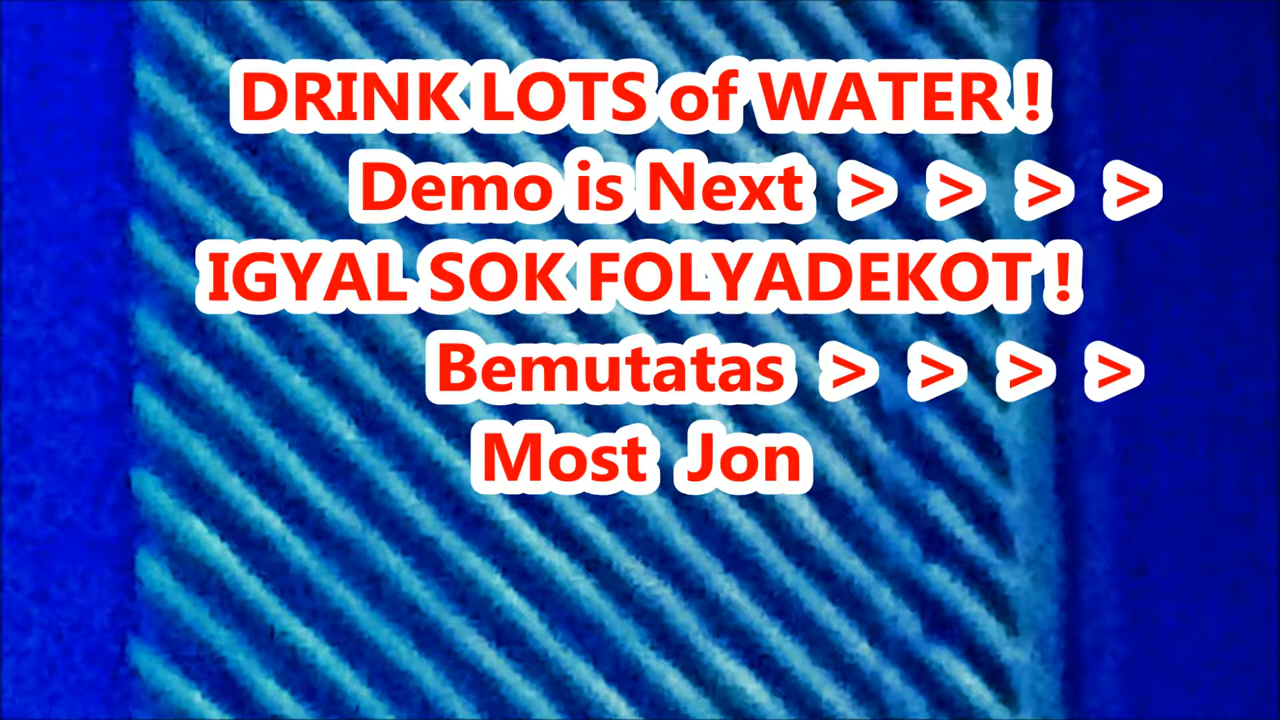 DRINK LOTS of WATER !
Demo is Next > > > >
IGYAL SOK FOLYADEKOT !
Bemutatas > > > >
Most Jon